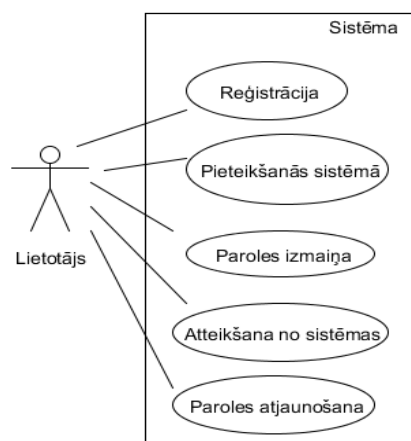 Sistēma
Reģistrācija
Pieteikšanās sistēmā
Lietotājs
Paroles izmaiņa
Atteikšana no sistēmas
Paroles atjaunošana